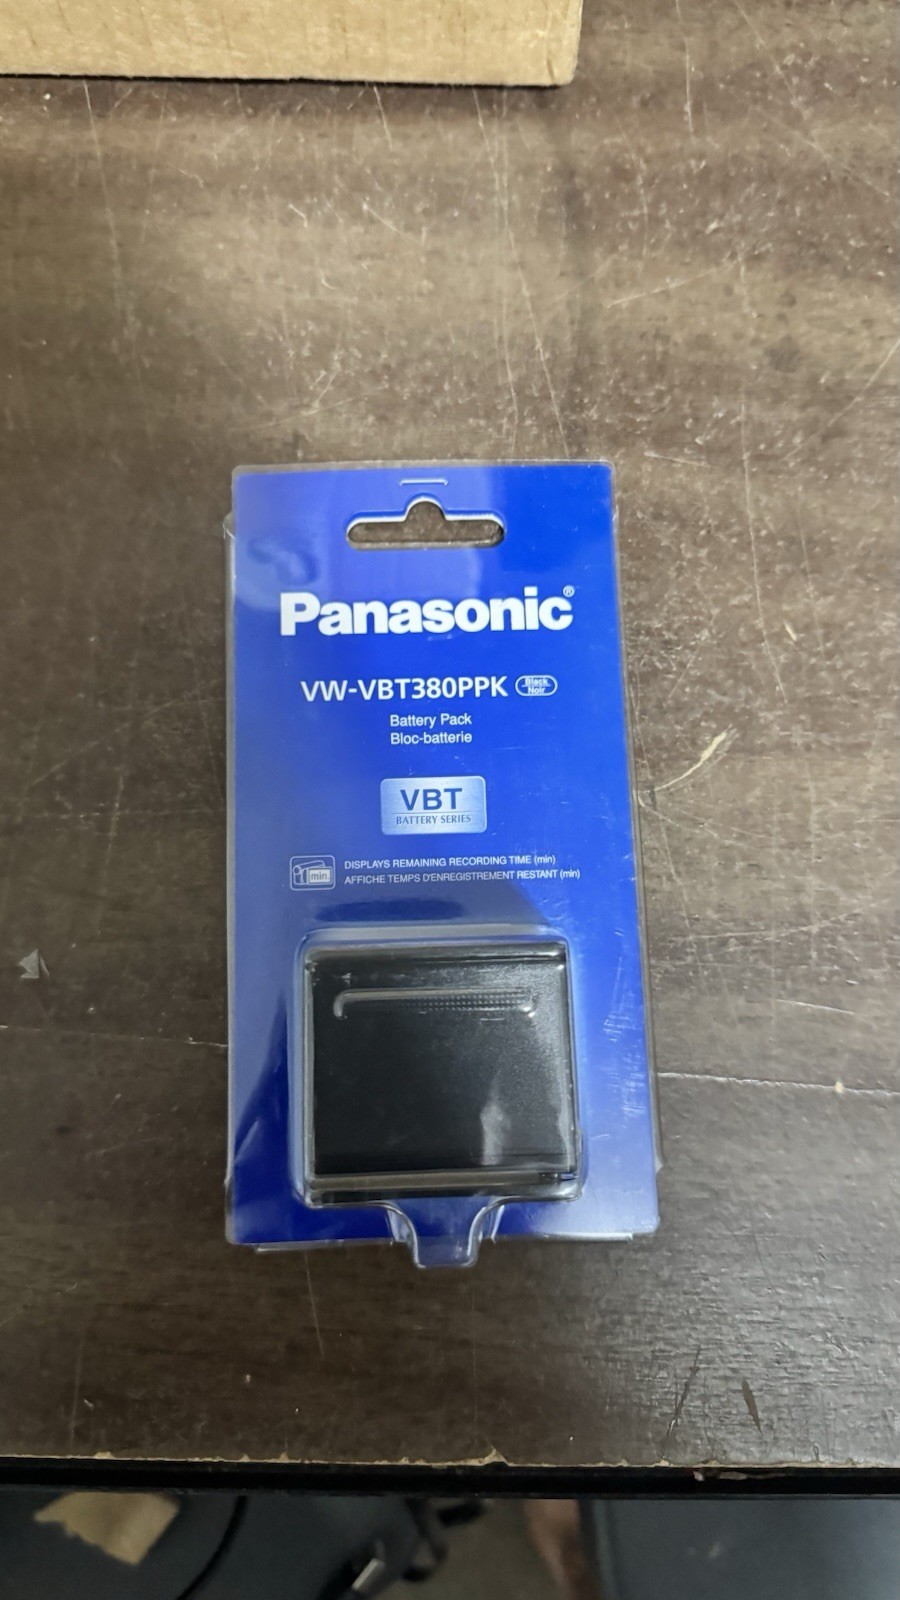 Panasonic®
VW-VBT380PPK Black Noir
Battery Pack
Bloc-batterie
VBT
BATTERY SERIES
min. DISPLAYS REMAINING RECORDING TIME (min)
AFFICHE TEMPS D'ENREGISTREMENT RESTANT (min)